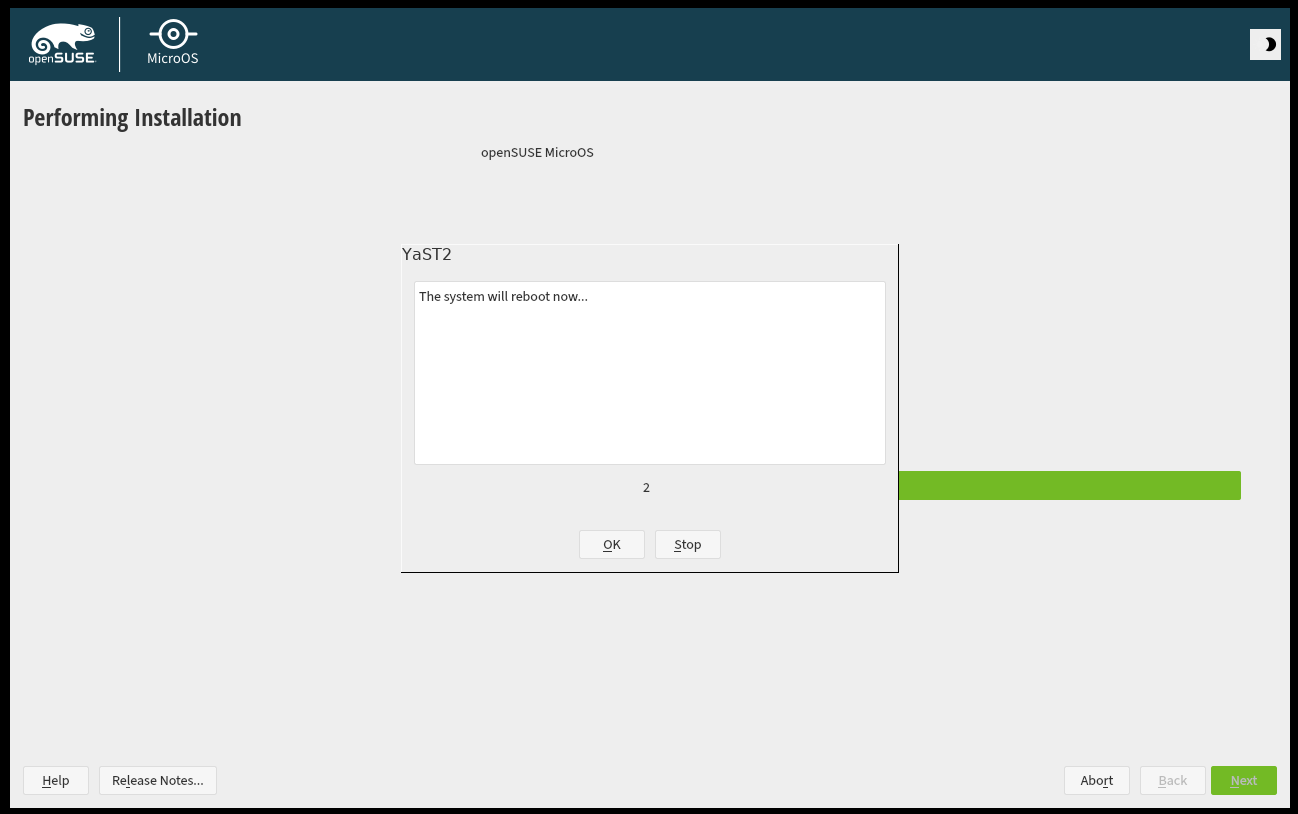 openSUSE
MicroOS
Performing Installation
openSUSE MicroOS
YaST2
The system will reboot now...
2
OK
Stop
Help
Release Notes...
Abort
Back
Next